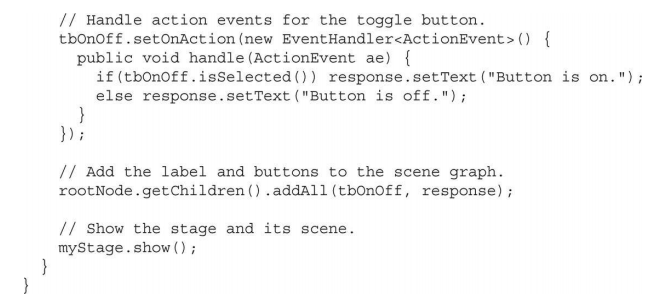 // Handle action events for the toggle button.
tbOnOff.setOnAction(new EventHandler<ActionEvent>() {
public void handle(ActionEvent ae) {
if(tbOnOff.isSelected()) response.setText("Button is on.");
else response.setText("Button is off.");
}
});
// Add the label and buttons to the scene graph.
rootNode.getChildren().addAll(tbOnOff, response);
// Show the stage and its scene.
myStage.show();
}
}